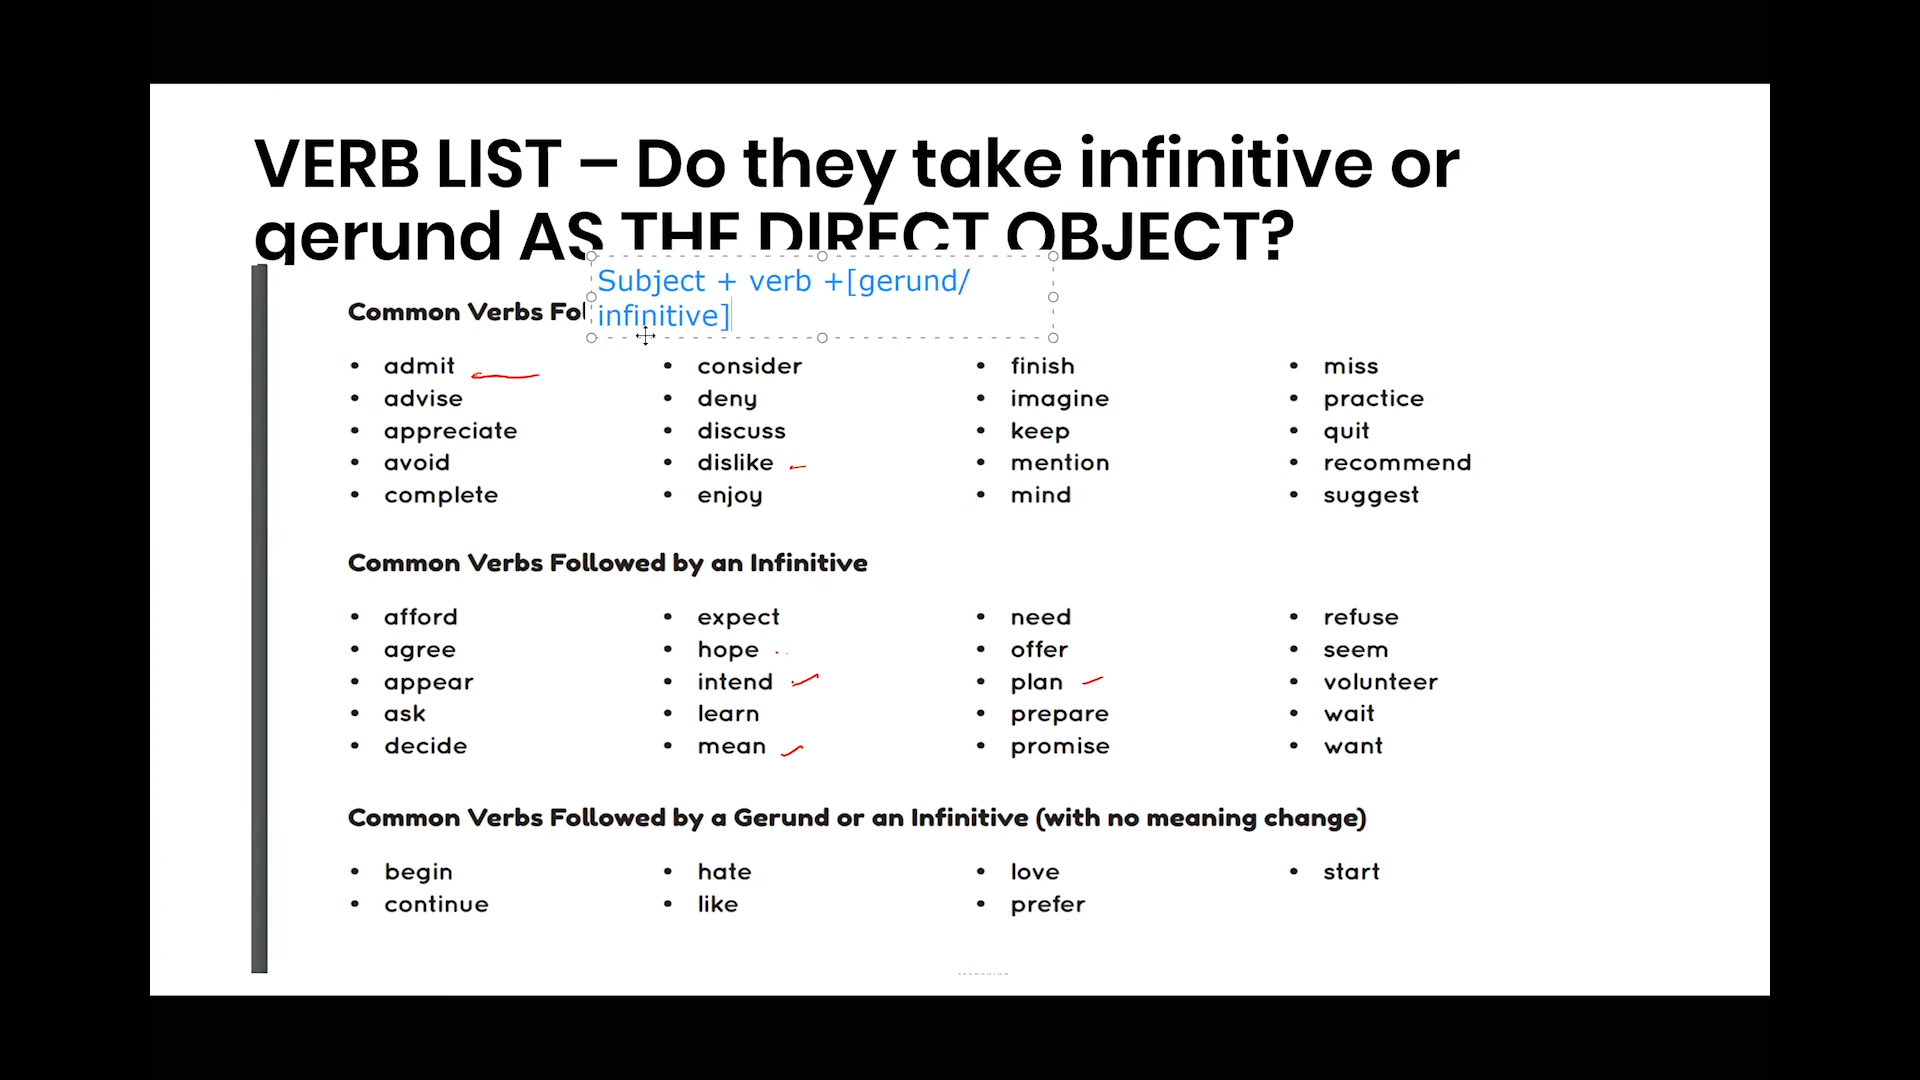 VERB LIST – Do they take infinitive or
gerund AS THE DIRECT OBJECT?
Subject + verb +[gerund/
infinitive]
Common Verbs Fol
• admit • consider • finish • miss
• advise • deny • imagine • practice
• appreciate • discuss • keep • quit
• avoid • dislike • mention • recommend
• complete • enjoy • mind • suggest
Common Verbs Followed by an Infinitive
• afford • expect • need • refuse
• agree • hope • offer • seem
• appear • intend • plan • volunteer
• ask • learn • prepare • wait
• decide • mean • promise • want
Common Verbs Followed by a Gerund or an Infinitive (with no meaning change)
• begin • hate • love • start
• continue • like • prefer